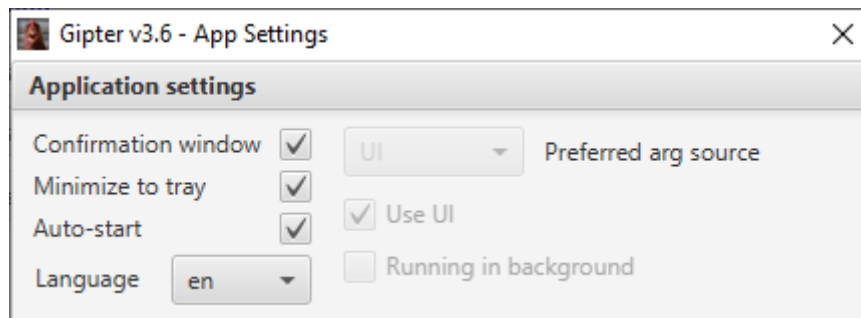 Gipter v3.6 - App Settings
Application settings
Confirmation window
UI
Preferred arg source
Minimize to tray
Auto-start
Use UI
Language
en
Running in background